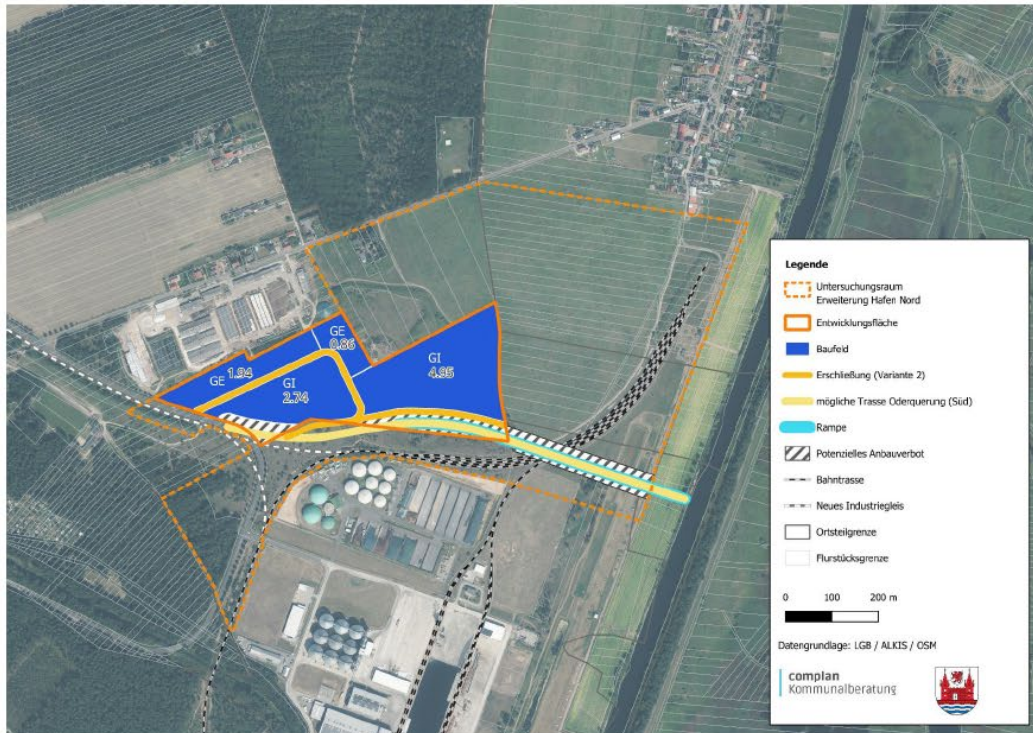 GE
0.86
GE 1.94
GI
2.74
GI
4.95
Legende
Untersuchungsraum
Erweiterung Hafen Nord
Entwicklungsfläche
Baufeld
Erschließung (Variante 2)
mögliche Trasse Oderquerung (Süd)
Rampe
Potenzielles Anbauverbot
Bahntrasse
Neues Industriegleis
Ortsteilgrenze
Flurstücksgrenze
0 100 200 m
Datengrundlage: LGB / ALKIS / OSM
complan
Kommunalberatung